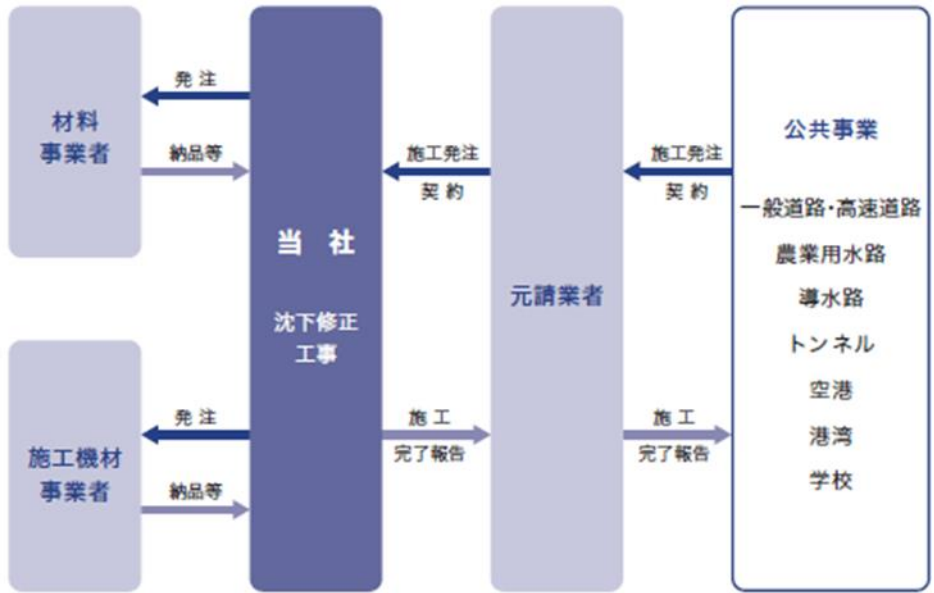 材料
事業者
発注
納品等
施工機材
事業者
発注
納品等
当 社
沈下修正
工事
施工発注
契約
施工
完了報告
元請業者
施工発注
契約
施工
完了報告
公共事業
一般道路・高速道路
農業用水路
導水路
トンネル
空港
港湾
学校